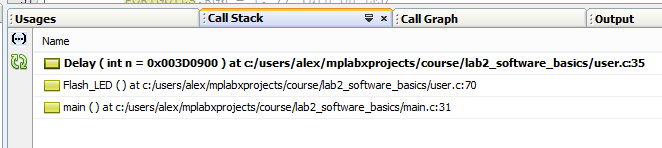 Usages
Call Stack
Call Graph
Output
Name
Delay ( int n = 0x003D0900 ) at c:/users/alex/mplabxprojects/course/lab2_software_basics/user.c:35
Flash_LED ( ) at c:/users/alex/mplabxprojects/course/lab2_software_basics/user.c:70
main ( ) at c:/users/alex/mplabxprojects/course/lab2_software_basics/main.c:31